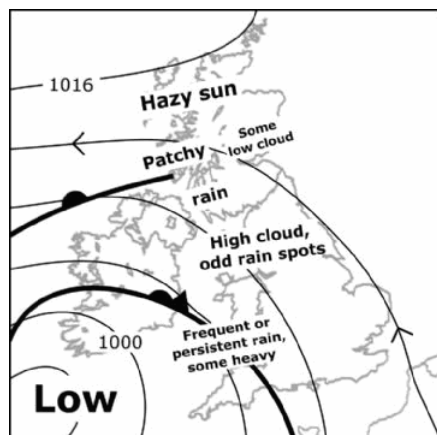 1016
Hazy sun
Some
low cloud
Patchy
rain
High cloud,
odd rain spots
Frequent or
persistent rain,
some heavy
1000
Low